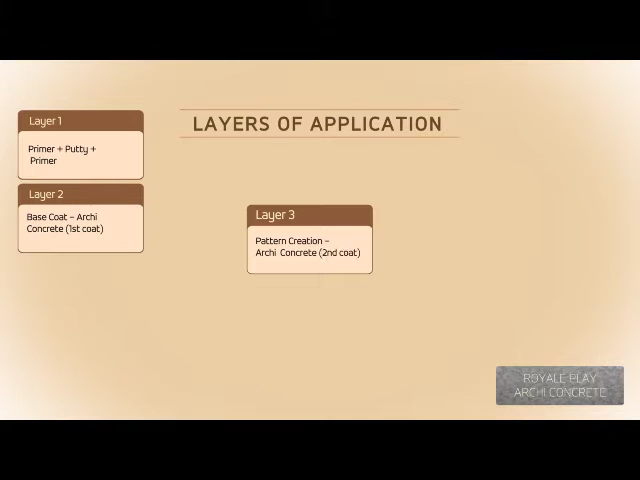 LAYERS OF APPLICATION
Layer 1
Primer + Putty +
Primer
Layer 2
Base Coat – Archi
Concrete (1st coat)
Layer 3
Pattern Creation –
Archi Concrete (2nd coat)
ROYALE PLAY
ARCHI CONCRETE